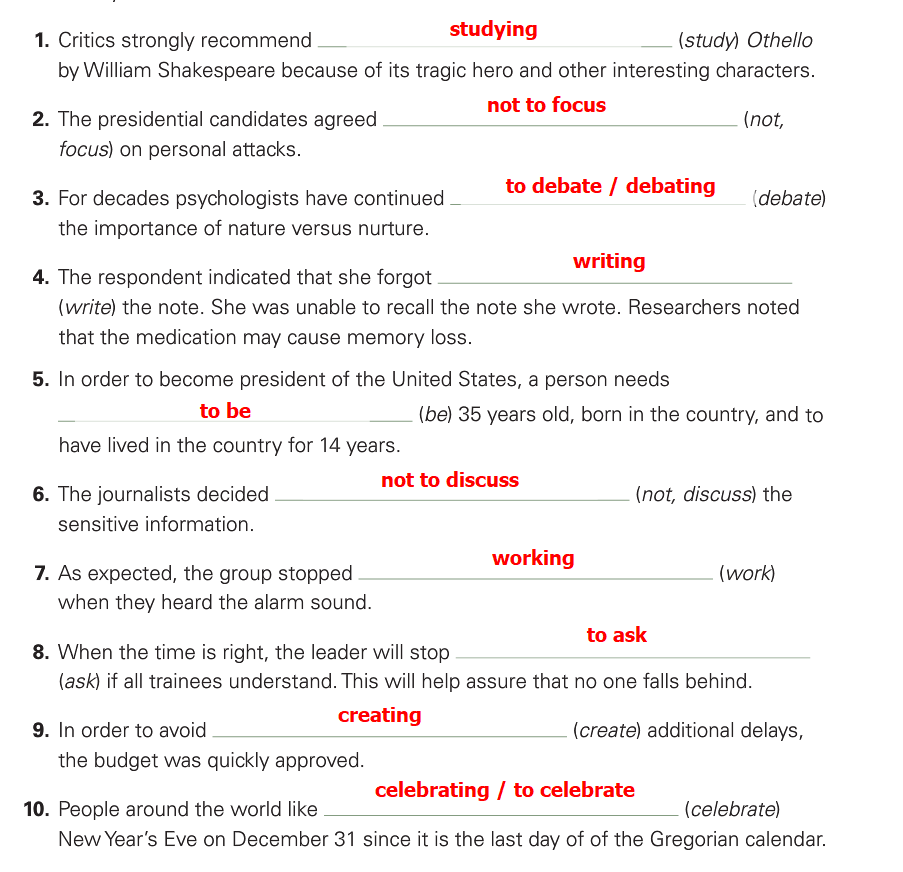 1. Critics strongly recommend studying (study) Othello
by William Shakespeare because of its tragic hero and other interesting characters.
2. The presidential candidates agreed not to focus (not,
focus) on personal attacks.
3. For decades psychologists have continued to debate / debating (debate)
the importance of nature versus nurture.
4. The respondent indicated that she forgot writing
(write) the note. She was unable to recall the note she wrote. Researchers noted
that the medication may cause memory loss.
5. In order to become president of the United States, a person needs
to be (be) 35 years old, born in the country, and to
have lived in the country for 14 years.
6. The journalists decided not to discuss (not, discuss) the
sensitive information.
7. As expected, the group stopped working (work)
when they heard the alarm sound.
8. When the time is right, the leader will stop to ask
(ask) if all trainees understand. This will help assure that no one falls behind.
9. In order to avoid creating (create) additional delays,
the budget was quickly approved.
10. People around the world like celebrating / to celebrate (celebrate)
New Year's Eve on December 31 since it is the last day of of the Gregorian calendar.